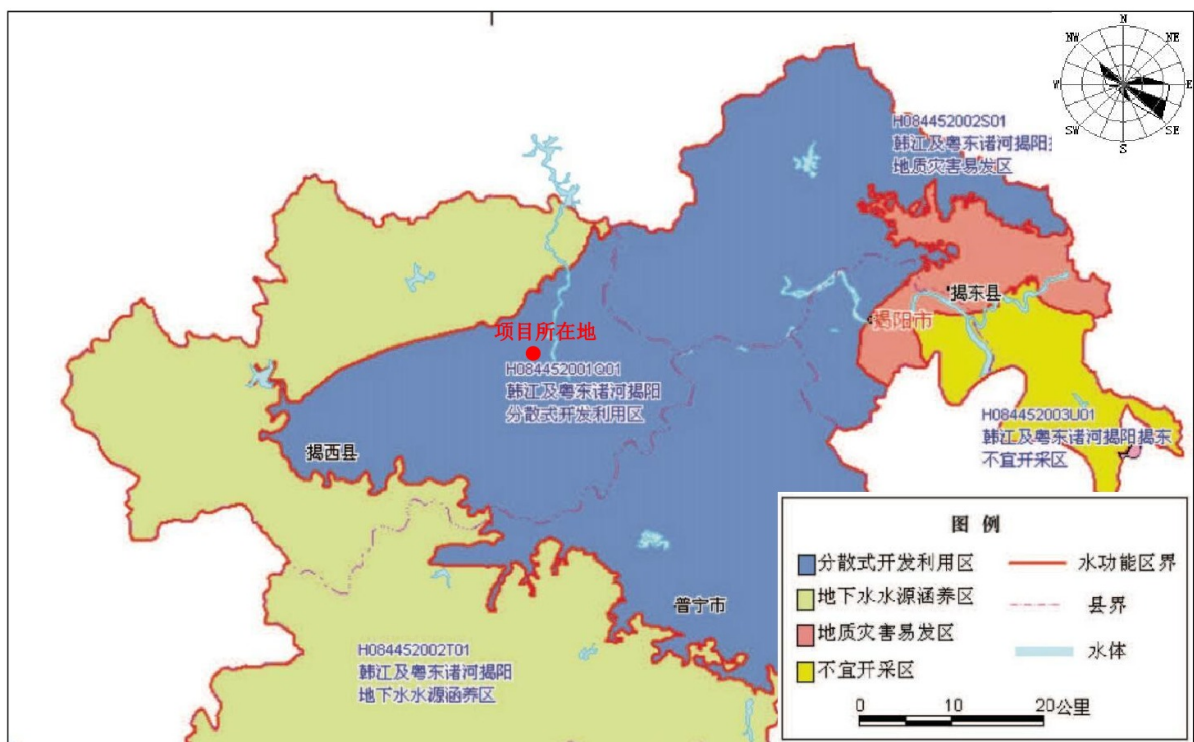 N
NW
NE
W
E
SW
SE
S
H084452002S01
韩江及粤东诸河揭阳揭
地质灾害易发区
揭东县
揭阳市
项目所在地
H084452001Q01
韩江及粤东诸河揭阳
分散式开发利用区
揭西县
H084452003U01
韩江及粤东诸河揭阳揭东
不宜开采区
普宁市
H084452002T01
韩江及粤东诸河揭阳
地下水水源涵养区
图 例
分散式开发利用区
水功能区界
地下水水源涵养区
县界
地质灾害易发区
水体
不宜开采区
0 10 20公里